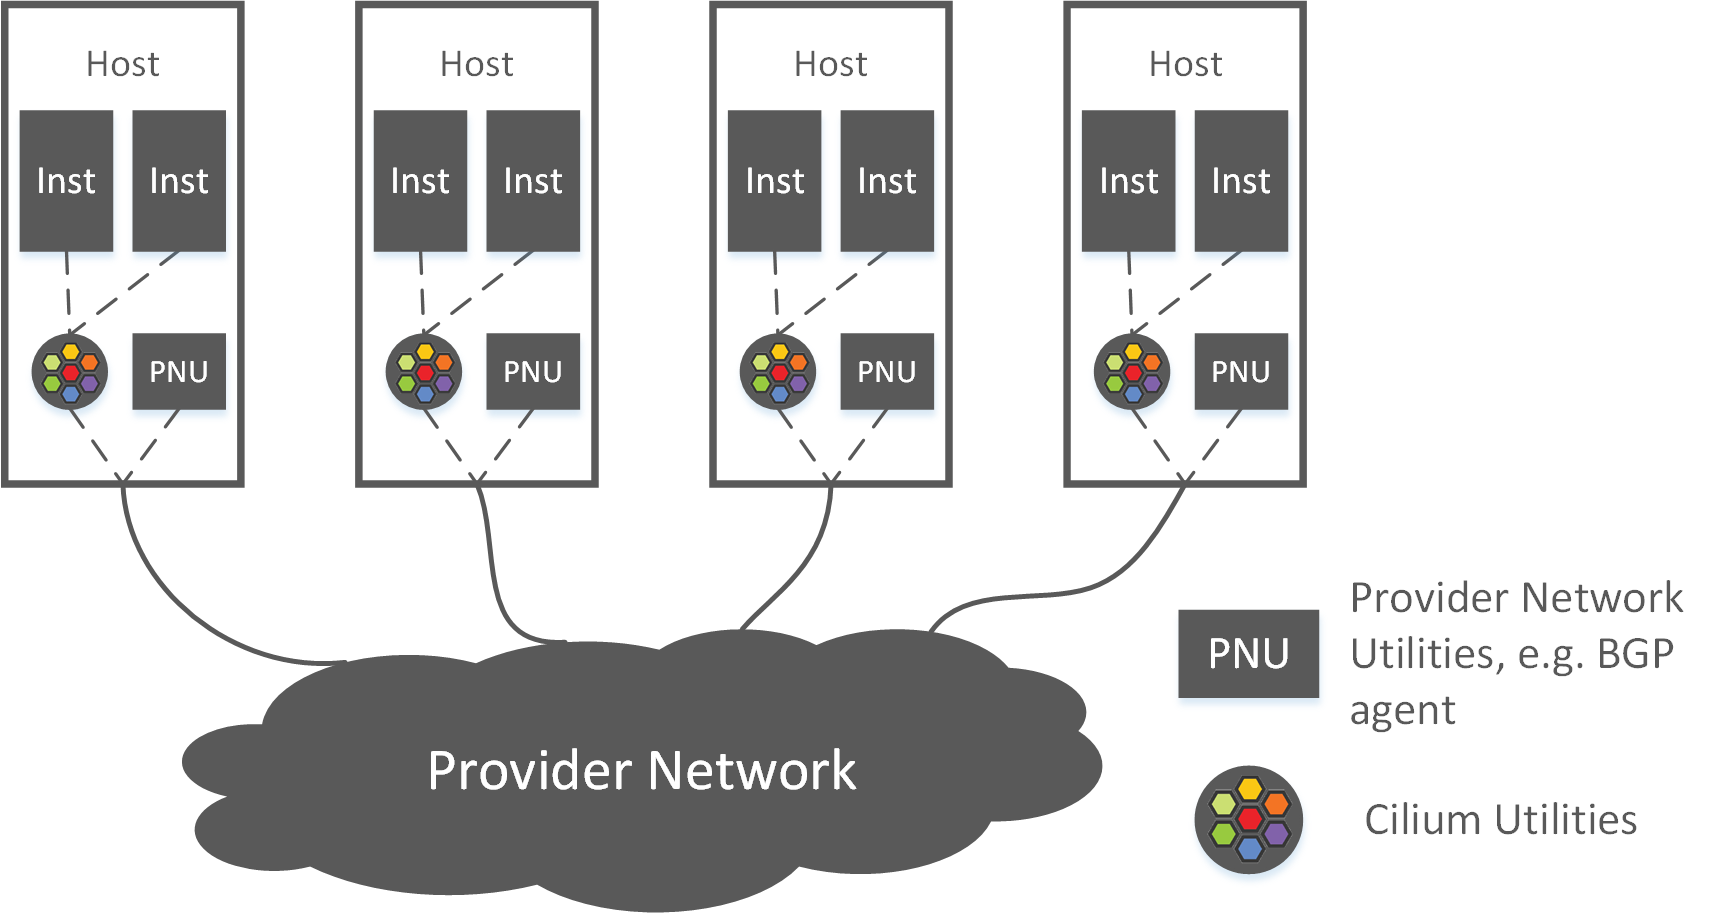 Host
Host
Host
Host
Inst Inst
Inst Inst
Inst Inst
Inst Inst
PNU
PNU
PNU
PNU
Provider Network
PNU
Provider Network
Utilities, e.g. BGP
agent
Cilium Utilities